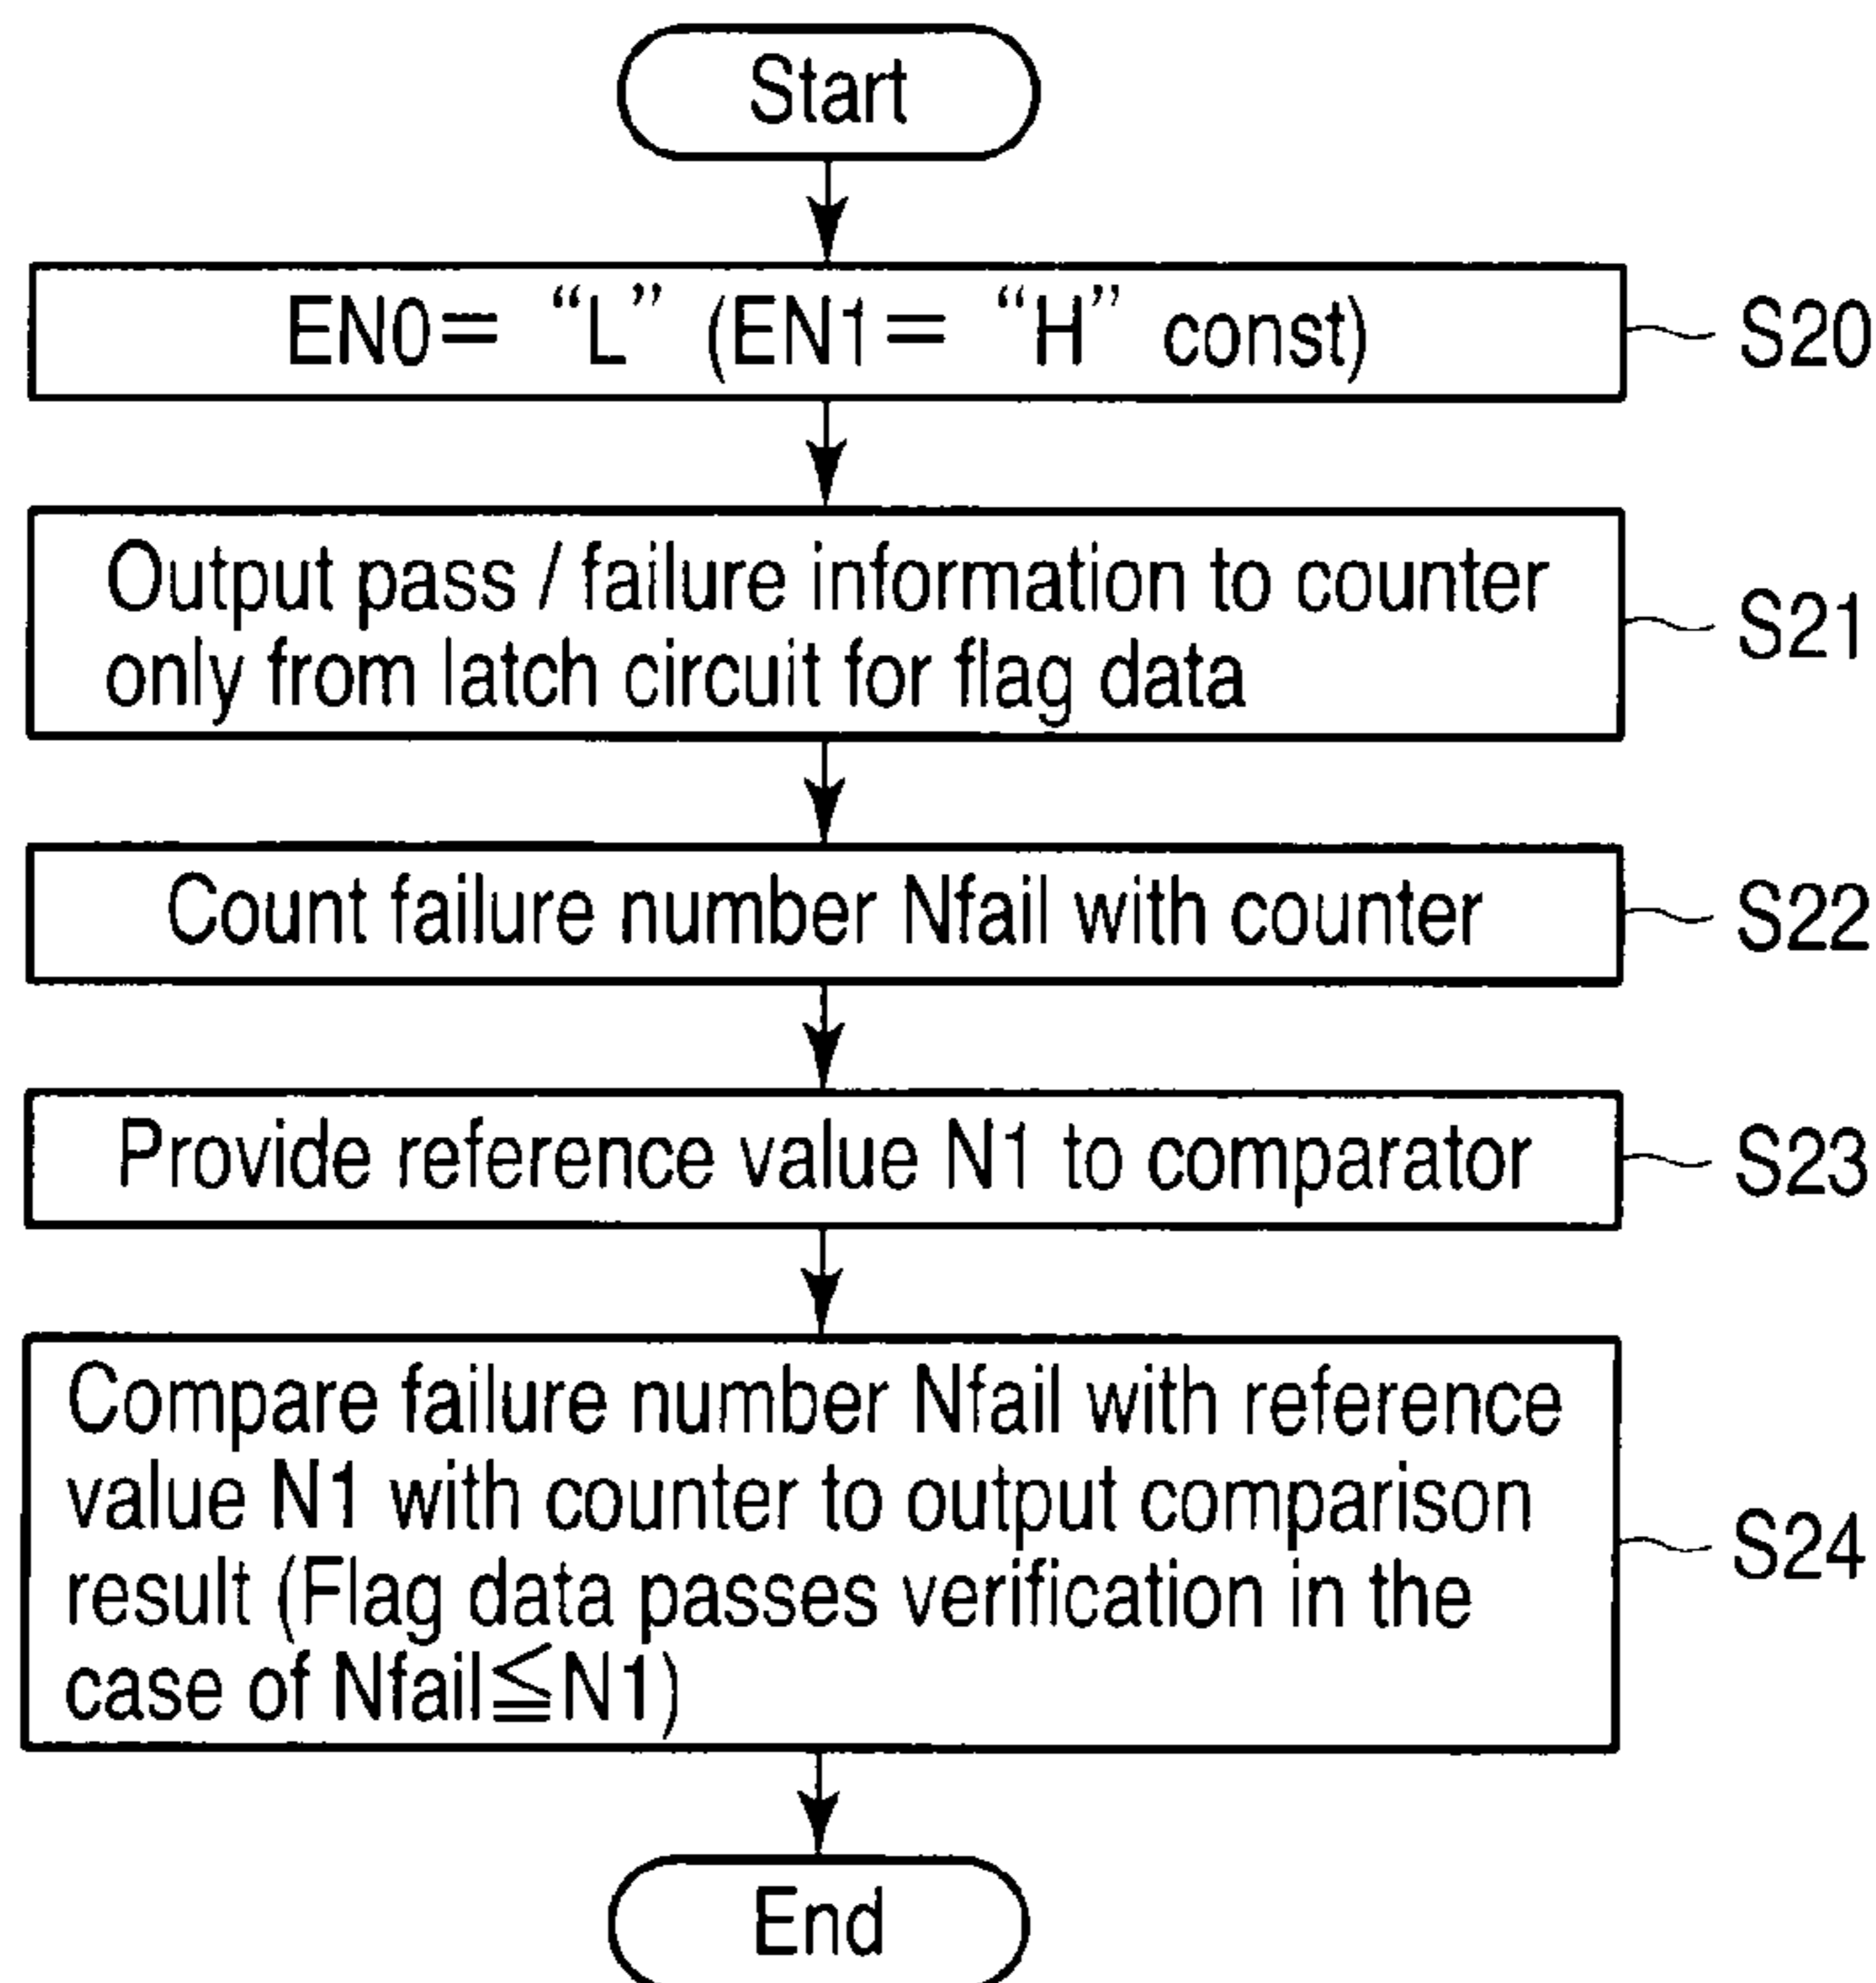 Start
EN0= “L” (EN1= “H” const)
S20
Output pass / failure information to counter
only from latch circuit for flag data
S21
Count failure number Nfail with counter
S22
Provide reference value N1 to comparator
S23
Compare failure number Nfail with reference
value N1 with counter to output comparison
result (Flag data passes verification in the
case of Nfail≦N1)
S24
End